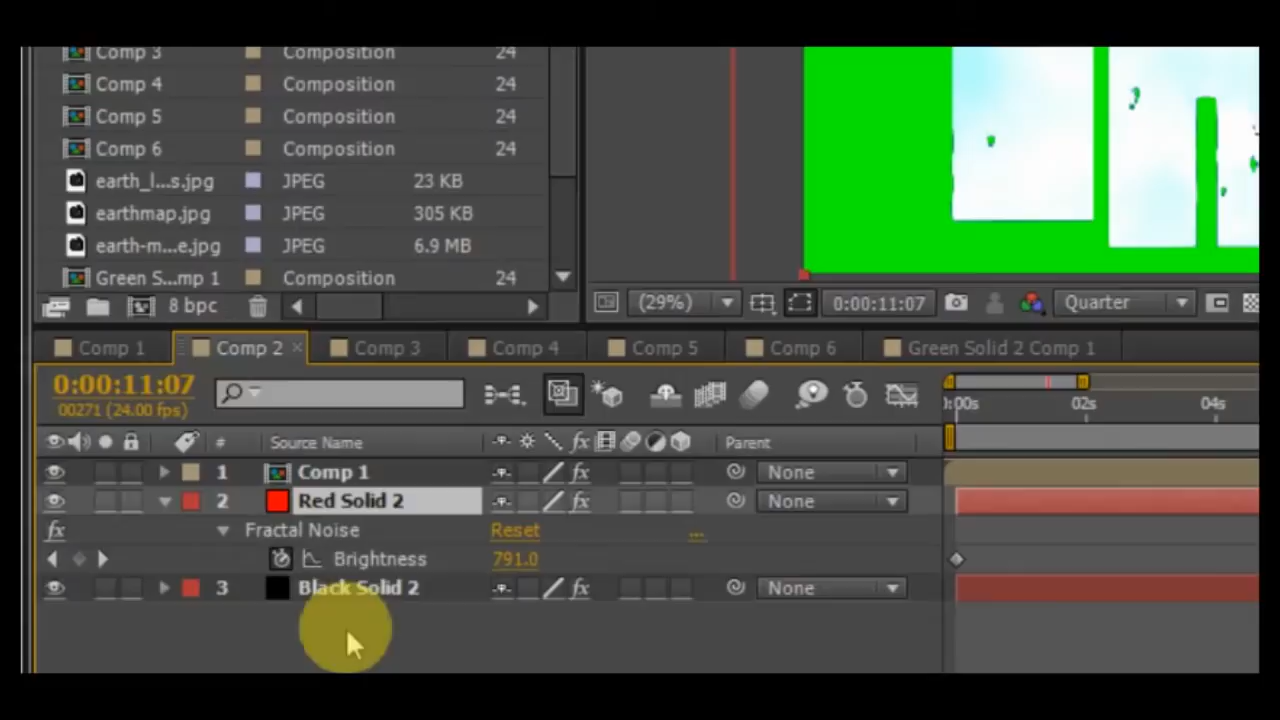 Comp 3 Composition 24
Comp 4 Composition 24
Comp 5 Composition 24
Comp 6 Composition 24
earth_l...s.jpg JPEG 23 KB
earthmap.jpg JPEG 305 KB
earth-m...e.jpg JPEG 6.9 MB
Green S...mp 1 Composition 24
8 bpc
(29%) 0:00:11:07 Quarter
Comp 1 Comp 2 × Comp 3 Comp 4 Comp 5 Comp 6 Green Solid 2 Comp 1
0:00:11:07
00271 (24.00 fps)
):00s 02s 04s
# Source Name fx Parent
1 Comp 1 fx None
2 Red Solid 2 fx None
fx Fractal Noise Reset ...
Brightness 791.0
3 Black Solid 2 fx None